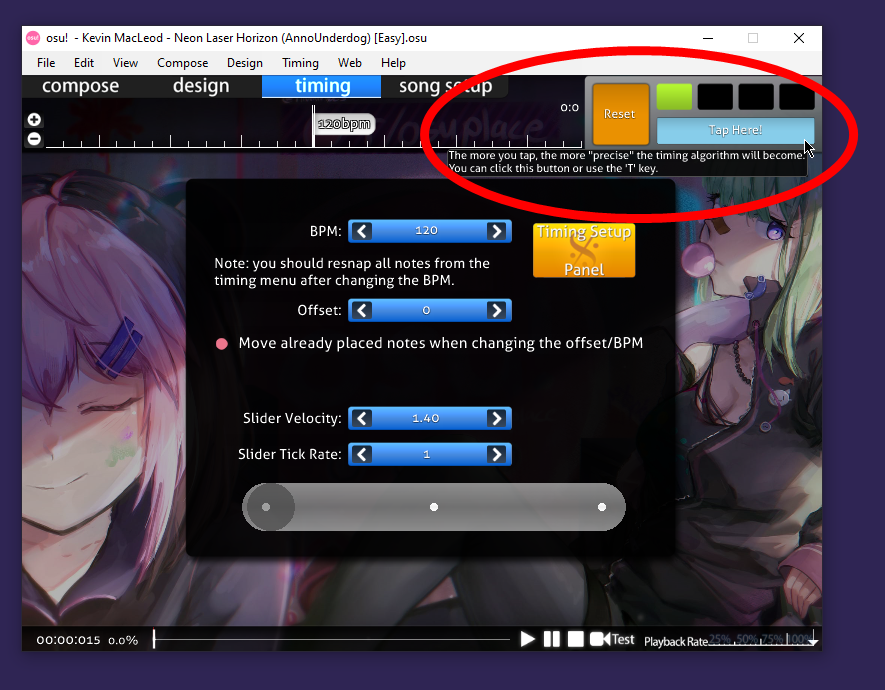 osu!
osu! - Kevin MacLeod - Neon Laser Horizon (AnnoUnderdog) [Easy].osu
File Edit View Compose Design Timing Web Help
compose design timing song setup
0:0
Reset
Tap Here!
120bpm
The more you tap, the more "precise" the timing algorithm will become.
You can click this button or use the 'T' key.
BPM: 120
Timing Setup
Panel
Note: you should resnap all notes from the
timing menu after changing the BPM.
Offset: 0
Move already placed notes when changing the offset/BPM
Slider Velocity: 1.40
Slider Tick Rate: 1
00:00:015 0.0% Test Playback Rate 25% 50% 75% 100%